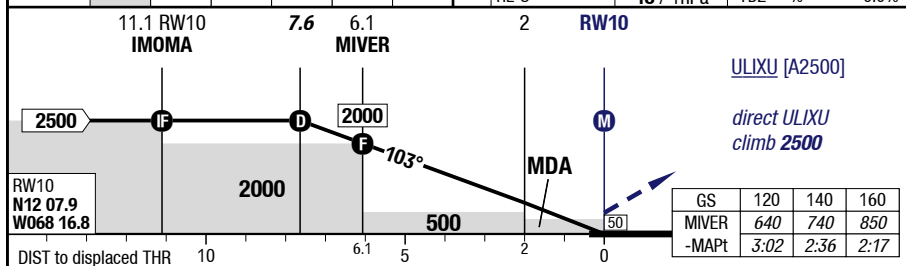 11.1 RW10 7.6 6.1 2 RW10
IMOMA MIVER
ULIXU [A2500]
2500 IF D 2000 M
direct ULIXU
climb 2500
F
103°
MDA
RW10
N12 07.9
W068 16.8
2000
500
50
GS 120 140 160
MIVER 640 740 850
-MAPt 3:02 2:36 2:17
DIST to displaced THR 10 6.1 5 2 0